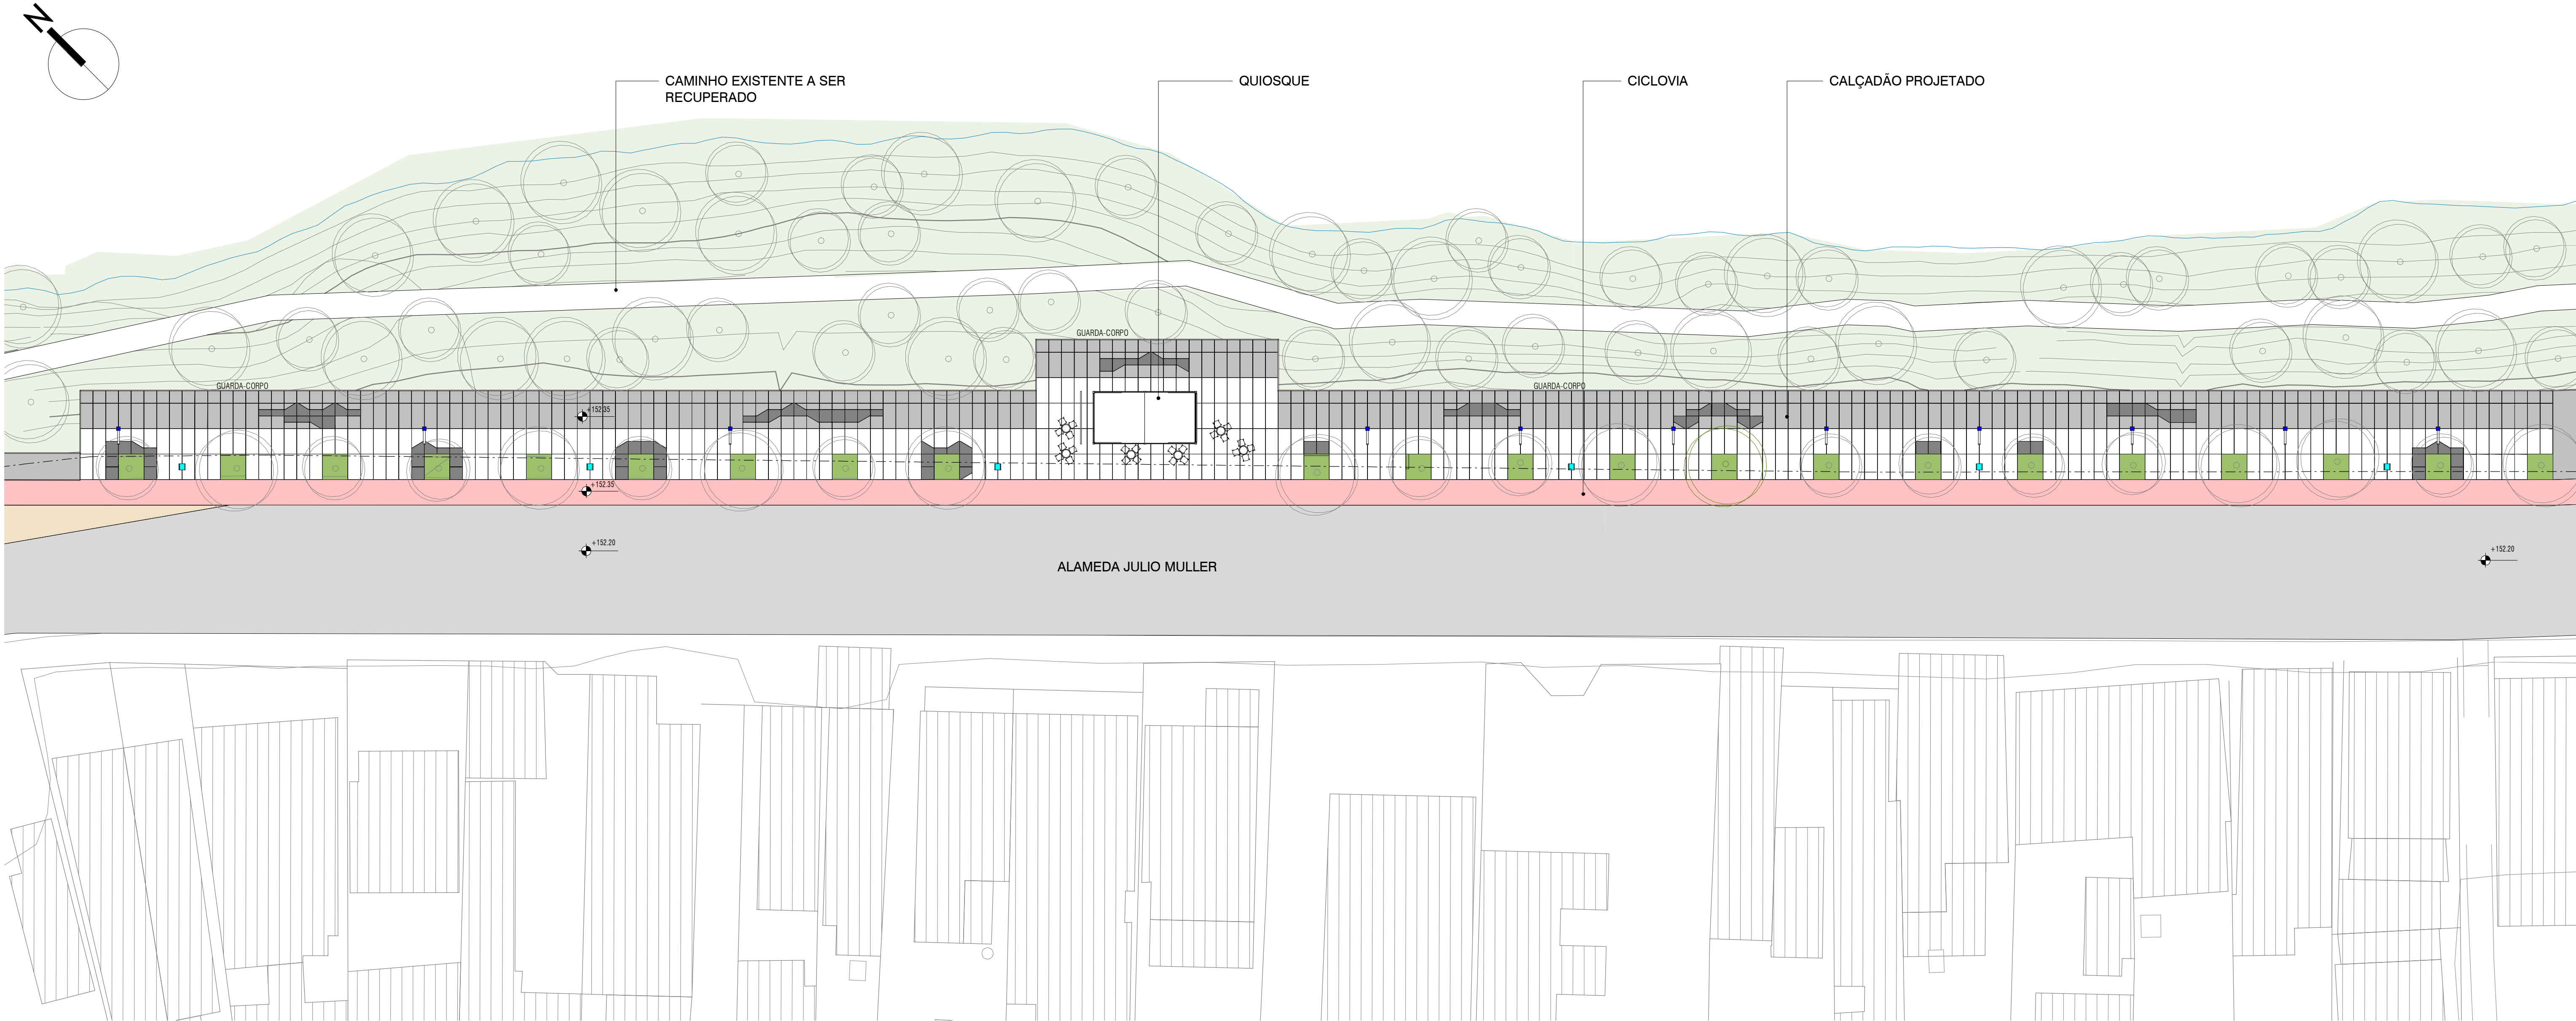 N
CAMINHO EXISTENTE A SER
RECUPERADO
QUIOSQUE
CICLOVIA
CALÇADÃO PROJETADO
GUARDA-CORPO
GUARDA-CORPO
GUARDA-CORPO
+152.35
+152.35
+152.20
+152.20
ALAMEDA JULIO MULLER